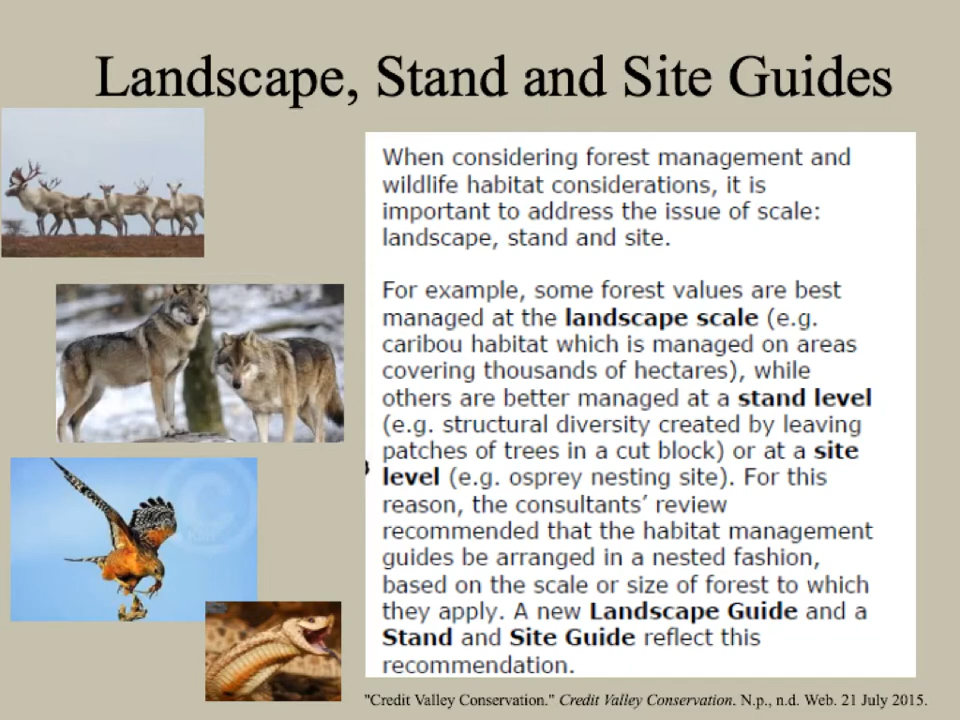 Landscape, Stand and Site Guides
When considering forest management and
wildlife habitat considerations, it is
important to address the issue of scale:
landscape, stand and site.
For example, some forest values are best
managed at the landscape scale (e.g.
caribou habitat which is managed on areas
covering thousands of hectares), while
others are better managed at a stand level
(e.g. structural diversity created by leaving
patches of trees in a cut block) or at a site
level (e.g. osprey nesting site). For this
reason, the consultants’ review
recommended that the habitat management
guides be arranged in a nested fashion,
based on the scale or size of forest to which
they apply. A new Landscape Guide and a
Stand and Site Guide reflect this
recommendation.
"Credit Valley Conservation." Credit Valley Conservation. N.p., n.d. Web. 21 July 2015.